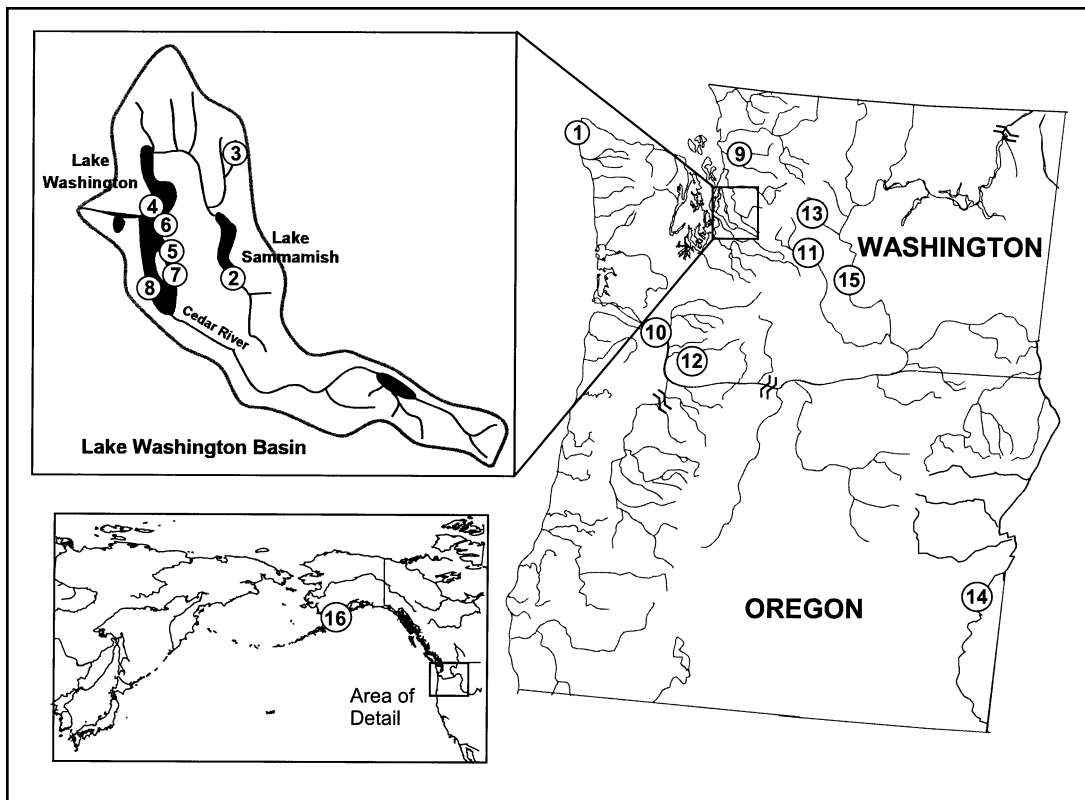 1
3
9
Lake
Washington
4
6
13
5
Lake
Sammamish
WASHINGTON
11
7
2
8
15
Cedar River
10
12
Lake Washington Basin
14
OREGON
16
Area of
Detail